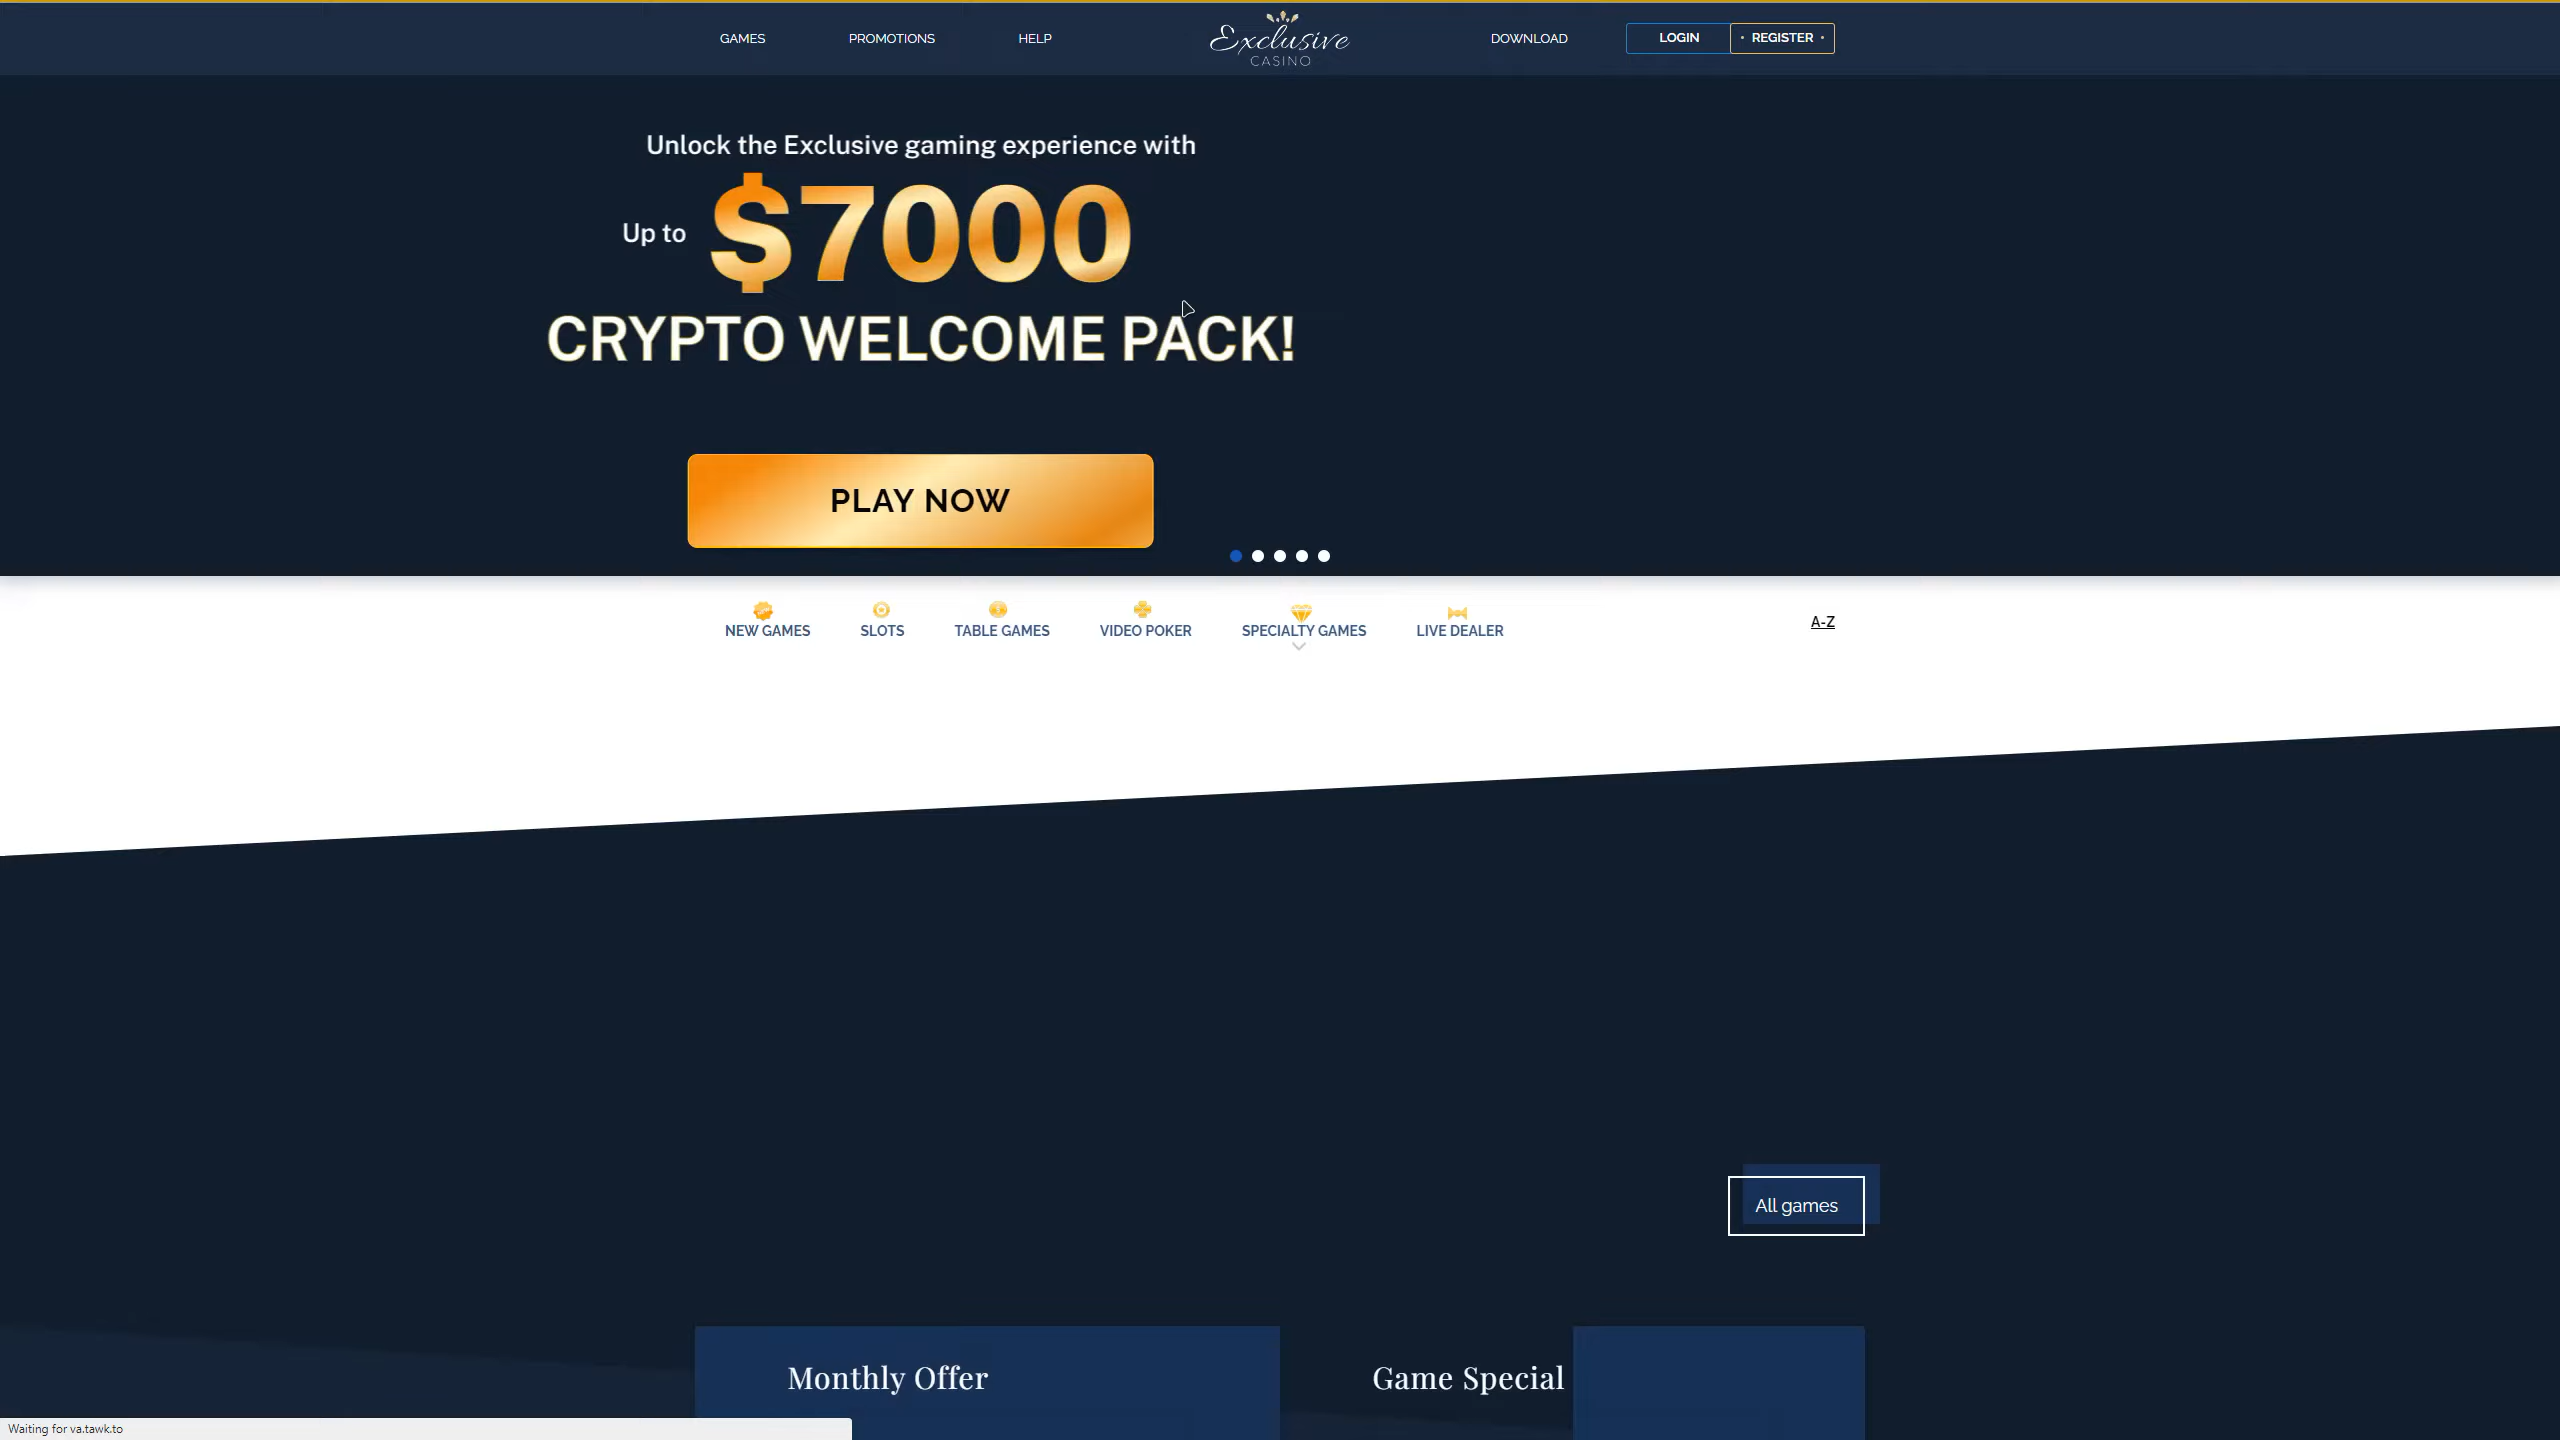 GAMES
PROMOTIONS
HELP
Exclusive
CASINO
DOWNLOAD
LOGIN
REGISTER
Unlock the Exclusive gaming experience with
Up to $7000
CRYPTO WELCOME PACK!
PLAY NOW
NEW GAMES
SLOTS
TABLE GAMES
VIDEO POKER
SPECIALTY GAMES
LIVE DEALER
A-Z
All games
Monthly Offer
Game Special
Waiting for va.tawk.to